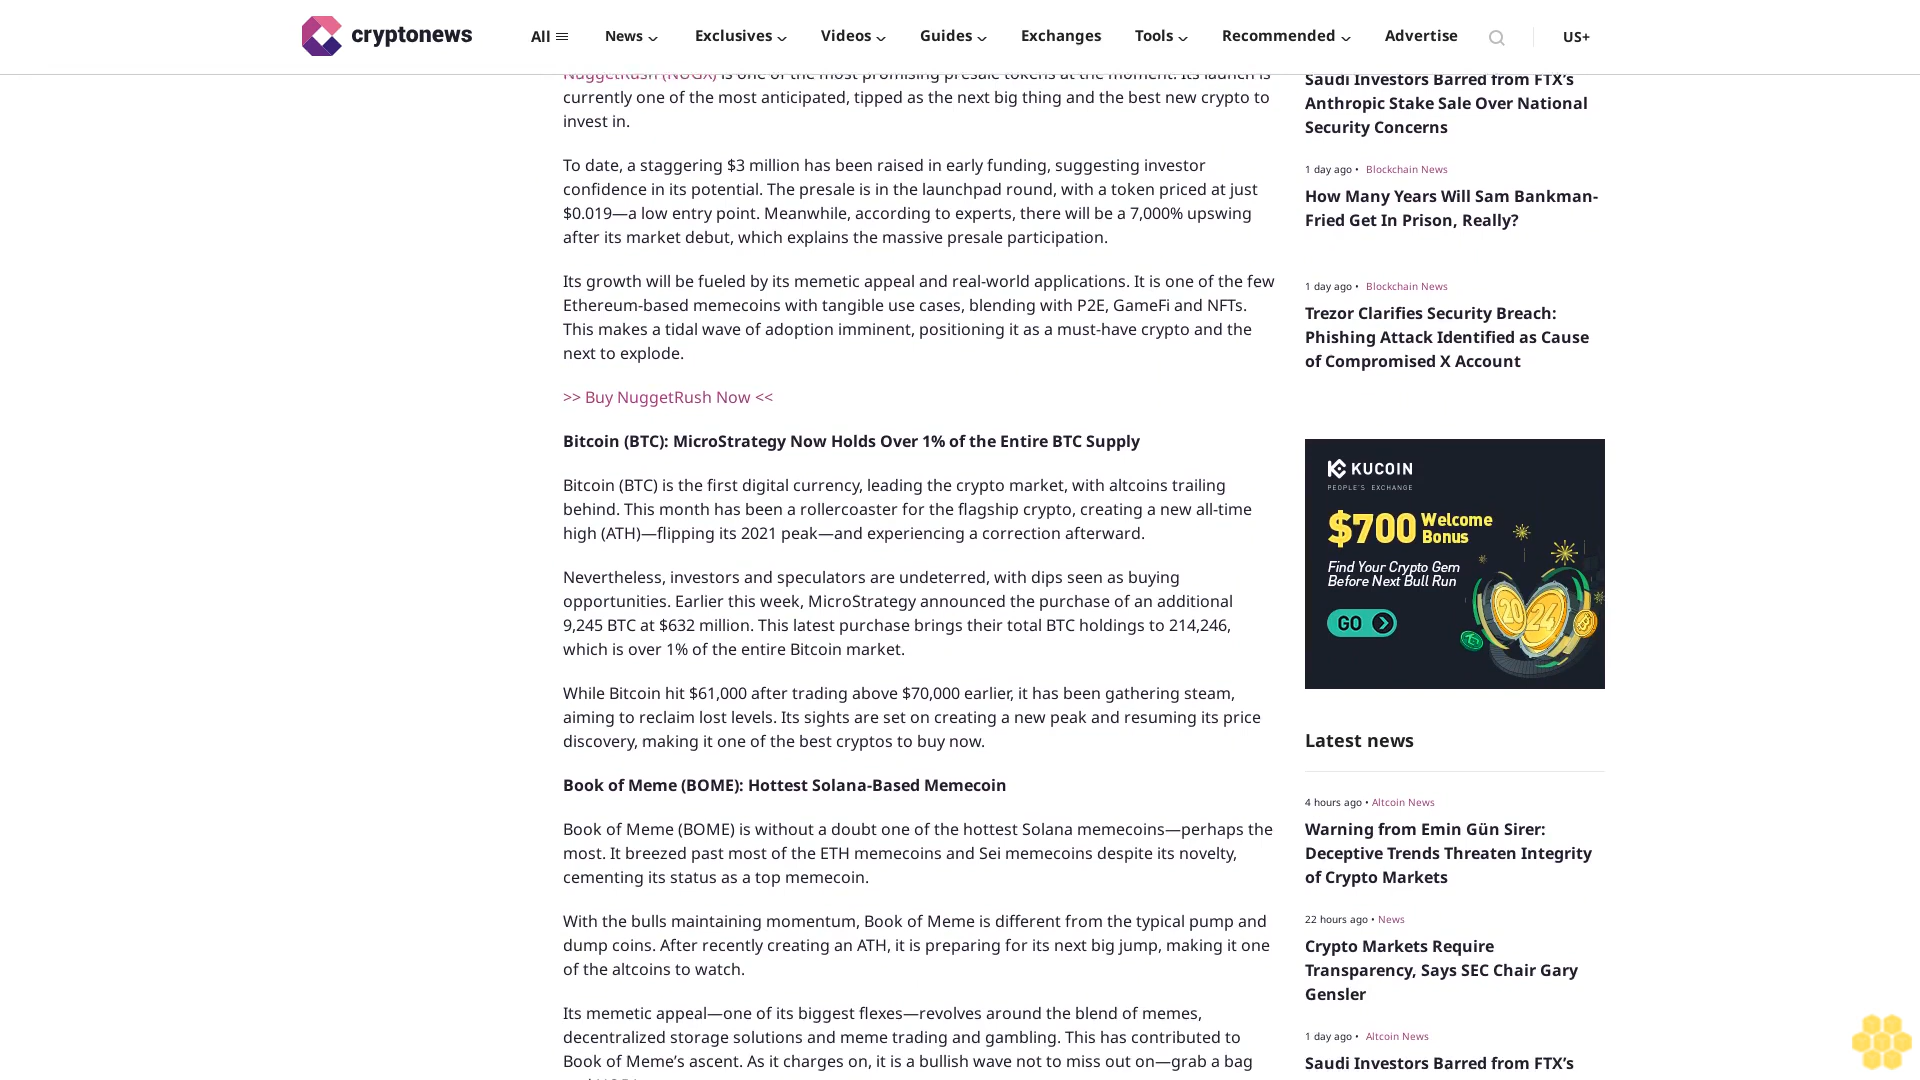 cryptonews
All
News
Exclusives
Videos
Guides
Exchanges
Tools
Recommended
Advertise
US+
NuggetRush (NUGX) is one of the most promising presale tokens at the moment. Its launch is
currently one of the most anticipated, tipped as the next big thing and the best new crypto to
invest in.
To date, a staggering $3 million has been raised in early funding, suggesting investor
confidence in its potential. The presale is in the launchpad round, with a token priced at just
$0.019—a low entry point. Meanwhile, according to experts, there will be a 7,000% upswing
after its market debut, which explains the massive presale participation.
Its growth will be fueled by its memetic appeal and real-world applications. It is one of the few
Ethereum-based memecoins with tangible use cases, blending with P2E, GameFi and NFTs.
This makes a tidal wave of adoption imminent, positioning it as a must-have crypto and the
next to explode.
>> Buy NuggetRush Now <<
Bitcoin (BTC): MicroStrategy Now Holds Over 1% of the Entire BTC Supply
Bitcoin (BTC) is the first digital currency, leading the crypto market, with altcoins trailing
behind. This month has been a rollercoaster for the flagship crypto, creating a new all-time
high (ATH)—flipping its 2021 peak—and experiencing a correction afterward.
Nevertheless, investors and speculators are undeterred, with dips seen as buying
opportunities. Earlier this week, MicroStrategy announced the purchase of an additional
9,245 BTC at $632 million. This latest purchase brings their total BTC holdings to 214,246,
which is over 1% of the entire Bitcoin market.
While Bitcoin hit $61,000 after trading above $70,000 earlier, it has been gathering steam,
aiming to reclaim lost levels. Its sights are set on creating a new peak and resuming its price
discovery, making it one of the best cryptos to buy now.
Book of Meme (BOME): Hottest Solana-Based Memecoin
Book of Meme (BOME) is without a doubt one of the hottest Solana memecoins—perhaps the
most. It breezed past most of the ETH memecoins and Sei memecoins despite its novelty,
cementing its status as a top memecoin.
With the bulls maintaining momentum, Book of Meme is different from the typical pump and
dump coins. After recently creating an ATH, it is preparing for its next big jump, making it one
of the altcoins to watch.
Its memetic appeal—one of its biggest flexes—revolves around the blend of memes,
decentralized storage solutions and meme trading and gambling. This has contributed to
Book of Meme’s ascent. As it charges on, it is a bullish wave not to miss out on—grab a bag
Saudi Investors Barred from FTX’s
Anthropic Stake Sale Over National
Security Concerns
1 day ago • Blockchain News
How Many Years Will Sam Bankman-
Fried Get In Prison, Really?
1 day ago • Blockchain News
Trezor Clarifies Security Breach:
Phishing Attack Identified as Cause
of Compromised X Account
KUCOIN
PEOPLE'S EXCHANGE
$700 Welcome
Bonus
Find Your Crypto Gem
Before Next Bull Run
GO
2024
Latest news
4 hours ago • Altcoin News
Warning from Emin Gün Sirer:
Deceptive Trends Threaten Integrity
of Crypto Markets
22 hours ago • News
Crypto Markets Require
Transparency, Says SEC Chair Gary
Gensler
1 day ago • Altcoin News
Saudi Investors Barred from FTX’s